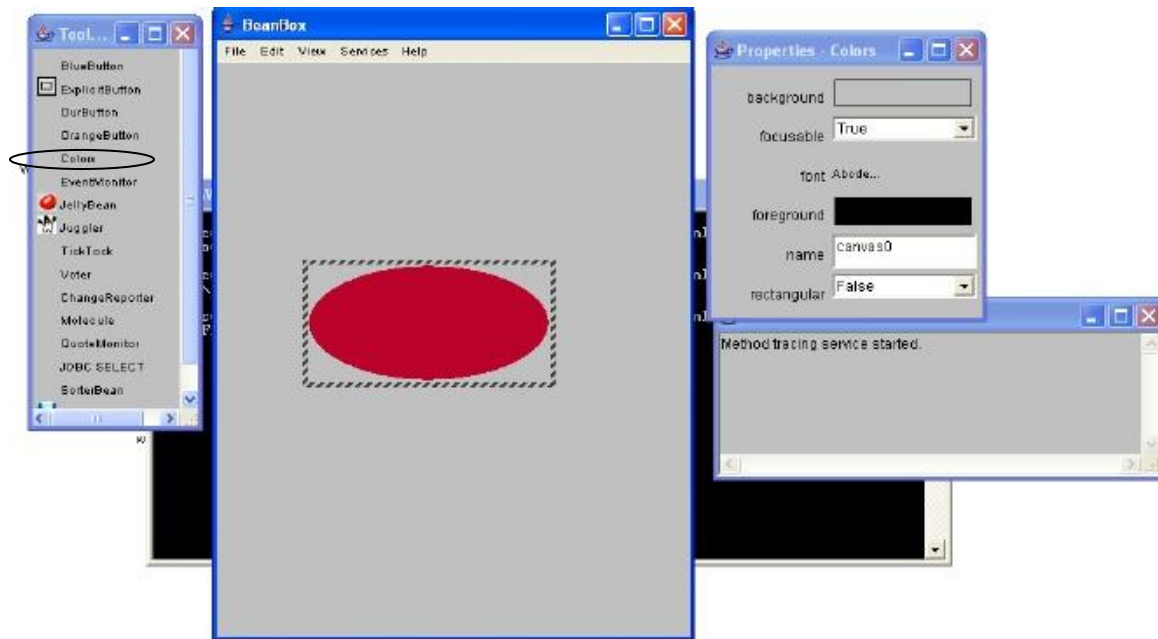 Tool...
BlueButton
ExplicitButton
OurButton
OrangeButton
Colors
EventMonitor
JellyBean
Juggler
TickTock
Voter
ChangeReporter
Molecule
QuoteMonitor
JDBC SELECT
SorterBean
BeanBox
File Edit View Services Help
Properties - Colors
background
focusable True
font Abcde...
foreground
name canvas0
rectangular False
Method tracing service started.